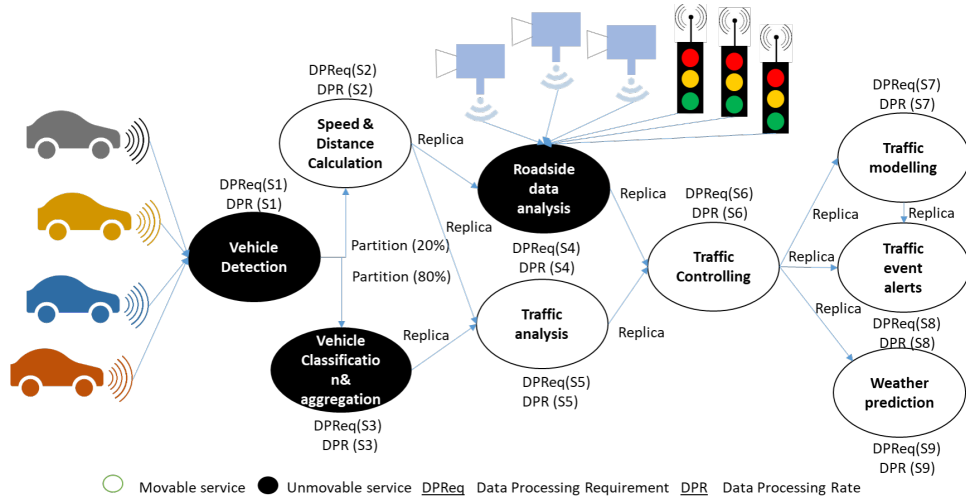 DPReq(S2)
DPR (S2)
Speed &
Distance
Calculation
Replica
DPReq(S1)
DPR (S1)
Vehicle
Detection
Partition (20%)
Partition (80%)
Replica
Vehicle
Classificatio
n&
aggregation
DPReq(S3)
DPR (S3)
Replica
Roadside
data
analysis
DPReq(S4)
DPR (S4)
Replica
Traffic
analysis
DPReq(S5)
DPR (S5)
Replica
DPReq(S6)
DPR (S6)
Traffic
Controlling
Replica
Replica
Replica
DPReq(S7)
DPR (S7)
Traffic
modelling
Replica
Traffic
event
alerts
DPReq(S8)
DPR (S8)
Weather
prediction
DPReq(S9)
DPR (S9)
Movable service Unmovable service DPReq Data Processing Requirement DPR Data Processing Rate